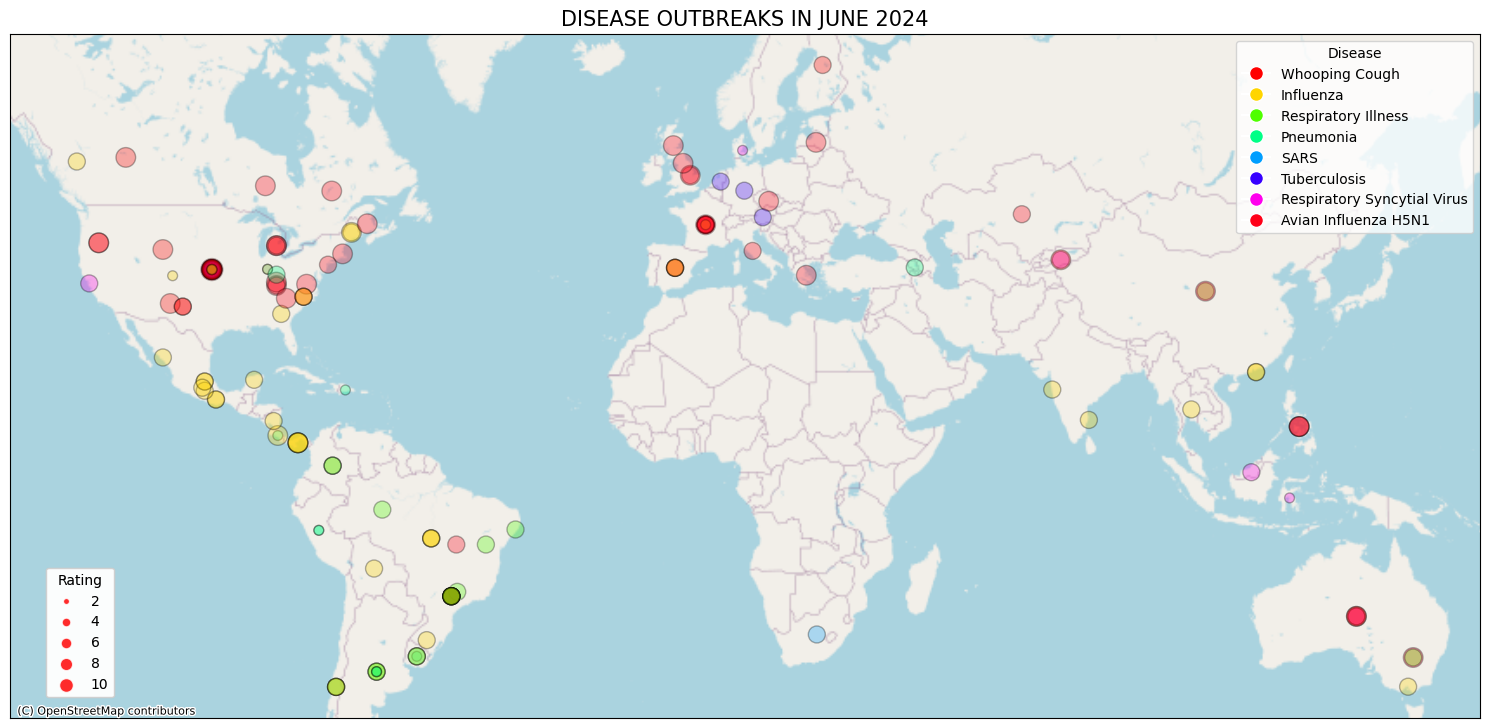 DISEASE OUTBREAKS IN JUNE 2024
Disease
Whooping Cough
Influenza
Respiratory Illness
Pneumonia
SARS
Tuberculosis
Respiratory Syncytial Virus
Avian Influenza H5N1
Rating
2
4
6
8
10
(C) OpenStreetMap contributors